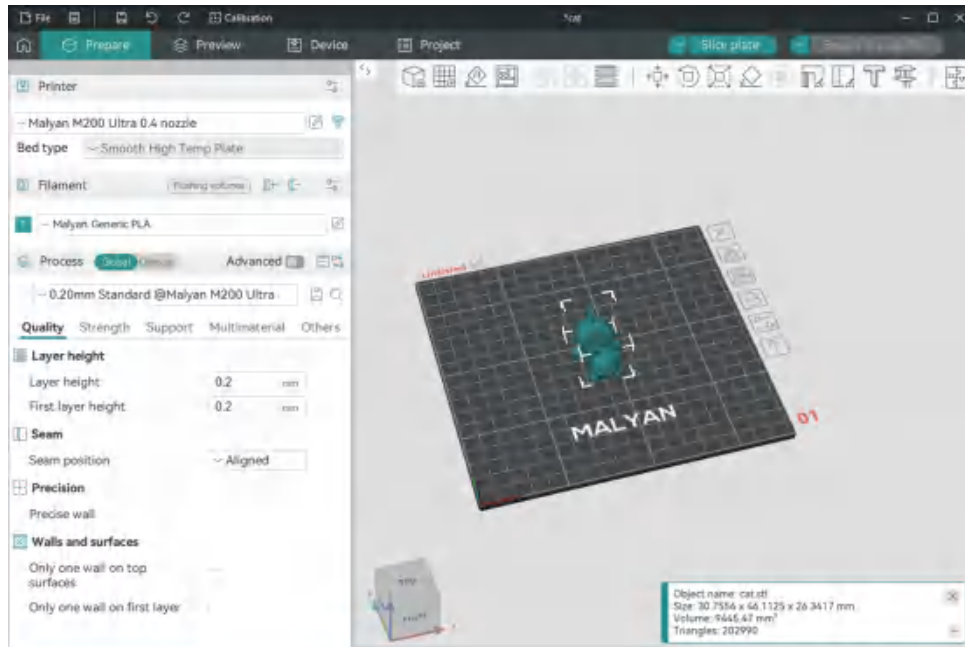 File
Calibration
*cat
Prepare
Preview
Device
Project
Slice plate
Printer
Malyan M200 Ultra 0.4 nozzle
Bed type
Smooth High Temp Plate
Filament
Flushing volumes
1
Malyan Generic PLA
Process
Global
Advanced
0.20mm Standard @Malyan M200 Ultra
Quality Strength Support Multimaterial Others
Layer height
Layer height 0.2 mm
First layer height 0.2 mm
Seam
Seam position Aligned
Precision
Precise wall
Walls and surfaces
Only one wall on top
surfaces
Only one wall on first layer
Untitled
MALYAN
01
Object name: cat.stl
Size: 30.7556 x 46.1125 x 26.3417 mm
Volume: 9445.47 mm³
Triangles: 202990